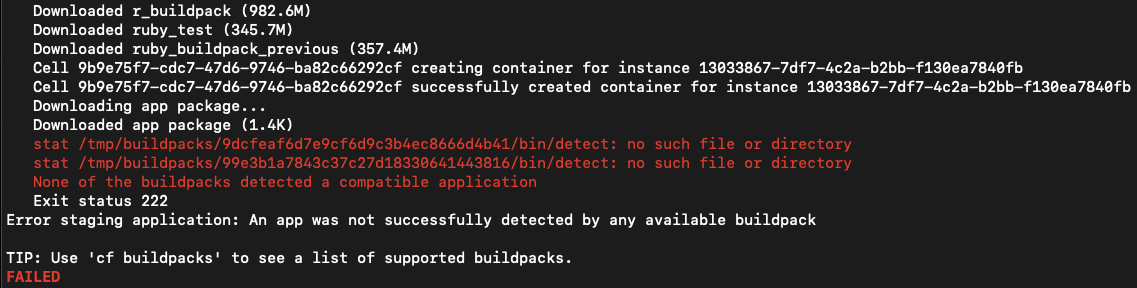 Downloaded r_buildpack (982.6M)
Downloaded ruby_test (345.7M)
Downloaded ruby_buildpack_previous (357.4M)
Cell 9b9e75f7-cdc7-47d6-9746-ba82c66292cf creating container for instance 13033867-7df7-4c2a-b2bb-f130ea7840fb
Cell 9b9e75f7-cdc7-47d6-9746-ba82c66292cf successfully created container for instance 13033867-7df7-4c2a-b2bb-f130ea7840fb
Downloading app package...
Downloaded app package (1.4K)
stat /tmp/buildpacks/9dcfeaf6d7e9cf6d9c3b4ec8666d4b41/bin/detect: no such file or directory
stat /tmp/buildpacks/99e3b1a7843c37c27d18330641443816/bin/detect: no such file or directory
None of the buildpacks detected a compatible application
Exit status 222
Error staging application: An app was not successfully detected by any available buildpack
TIP: Use 'cf buildpacks' to see a list of supported buildpacks.
FAILED